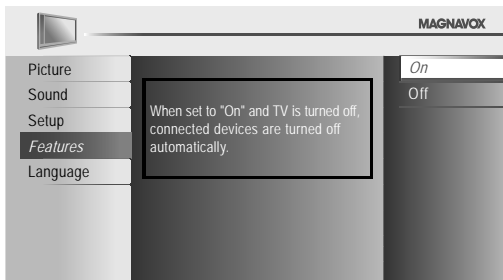 MAGNAVOX
Picture
Sound
Setup
Features
Language
When set to "On" and TV is turned off,
connected devices are turned off
automatically.
On
Off